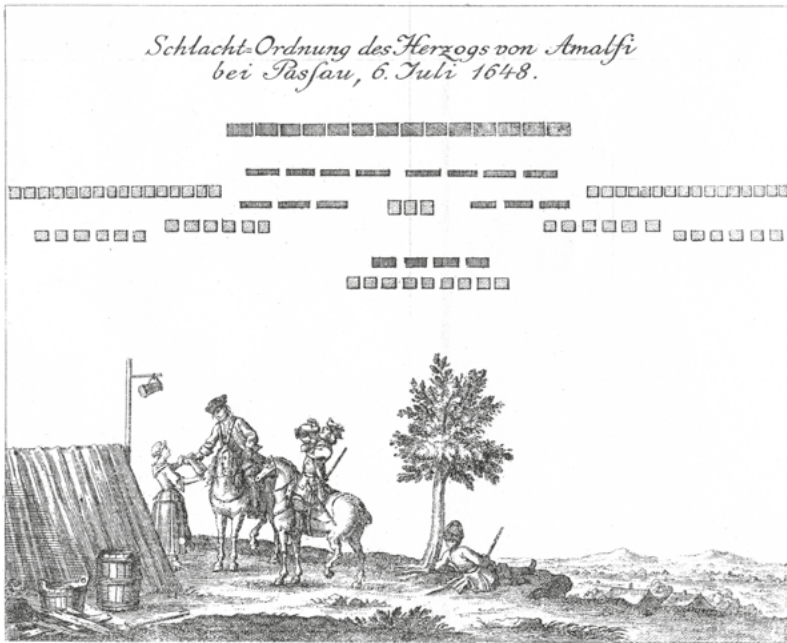 Schlacht=Ordnung des Herzogs von Amalfi
bei Passau, 6. Juli 1648.